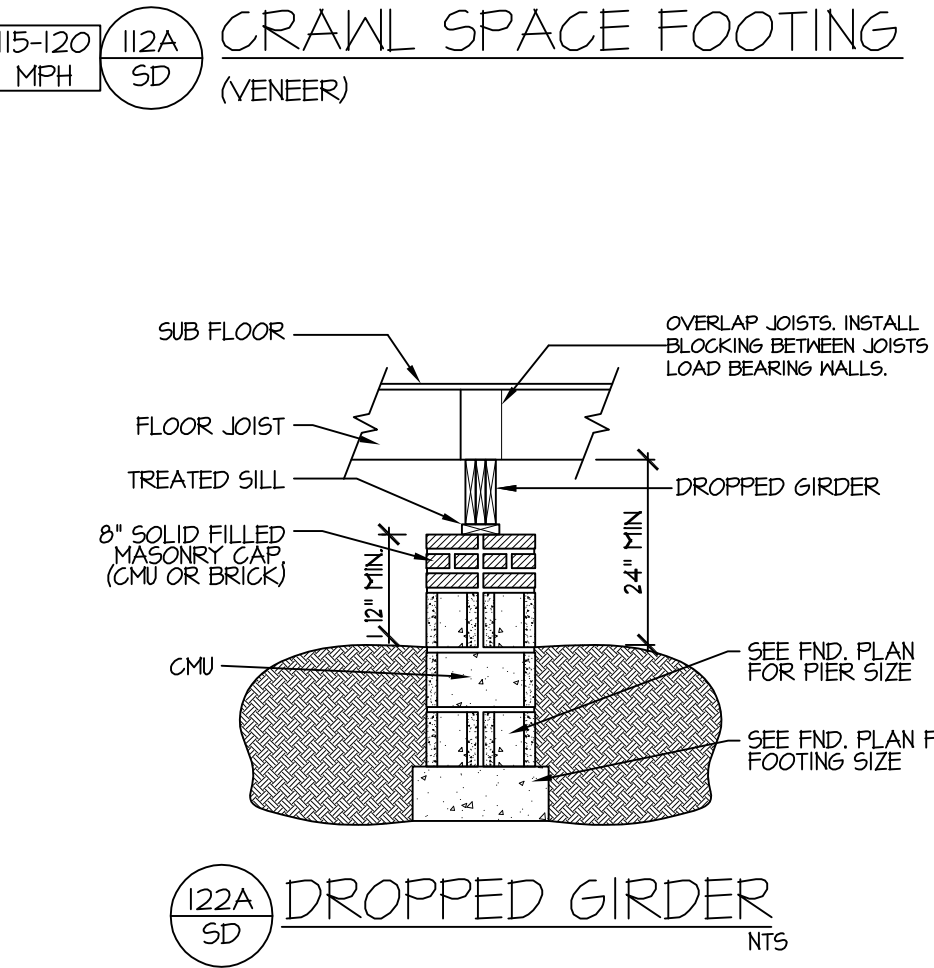 115-120
MPH
112A
SD
CRAWL SPACE FOOTING
(VENEER)
SUB FLOOR
OVERLAP JOISTS. INSTALL
BLOCKING BETWEEN JOISTS
LOAD BEARING WALLS.
FLOOR JOIST
TREATED SILL
DROPPED GIRDER
8" SOLID FILLED
MASONRY CAP,
(CMU OR BRICK)
12" MIN.
24" MIN
CMU
SEE FND. PLAN
FOR PIER SIZE
SEE FND. PLAN F
FOOTING SIZE
122A
SD
DROPPED GIRDER
NTS